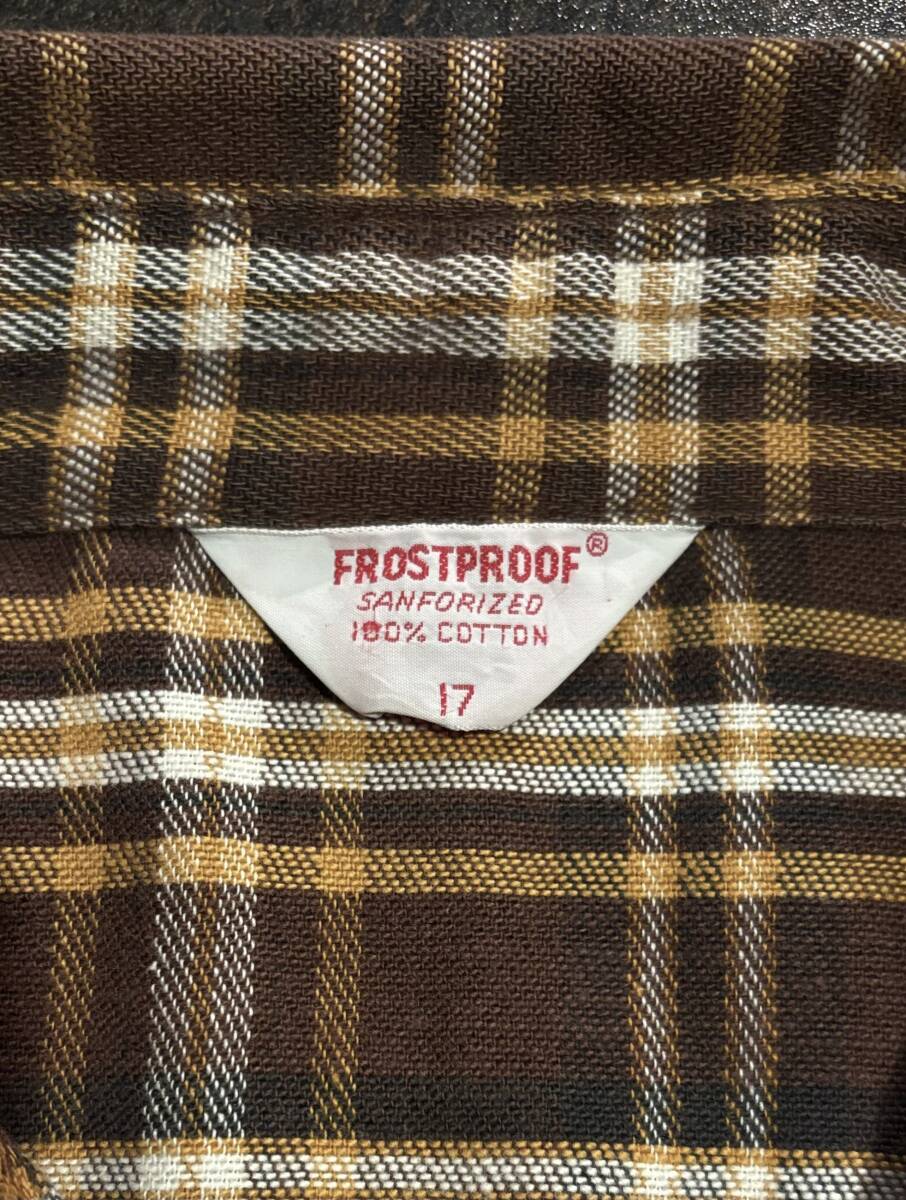 FROSTPROOF®
SANFORIZED
100% COTTON
17